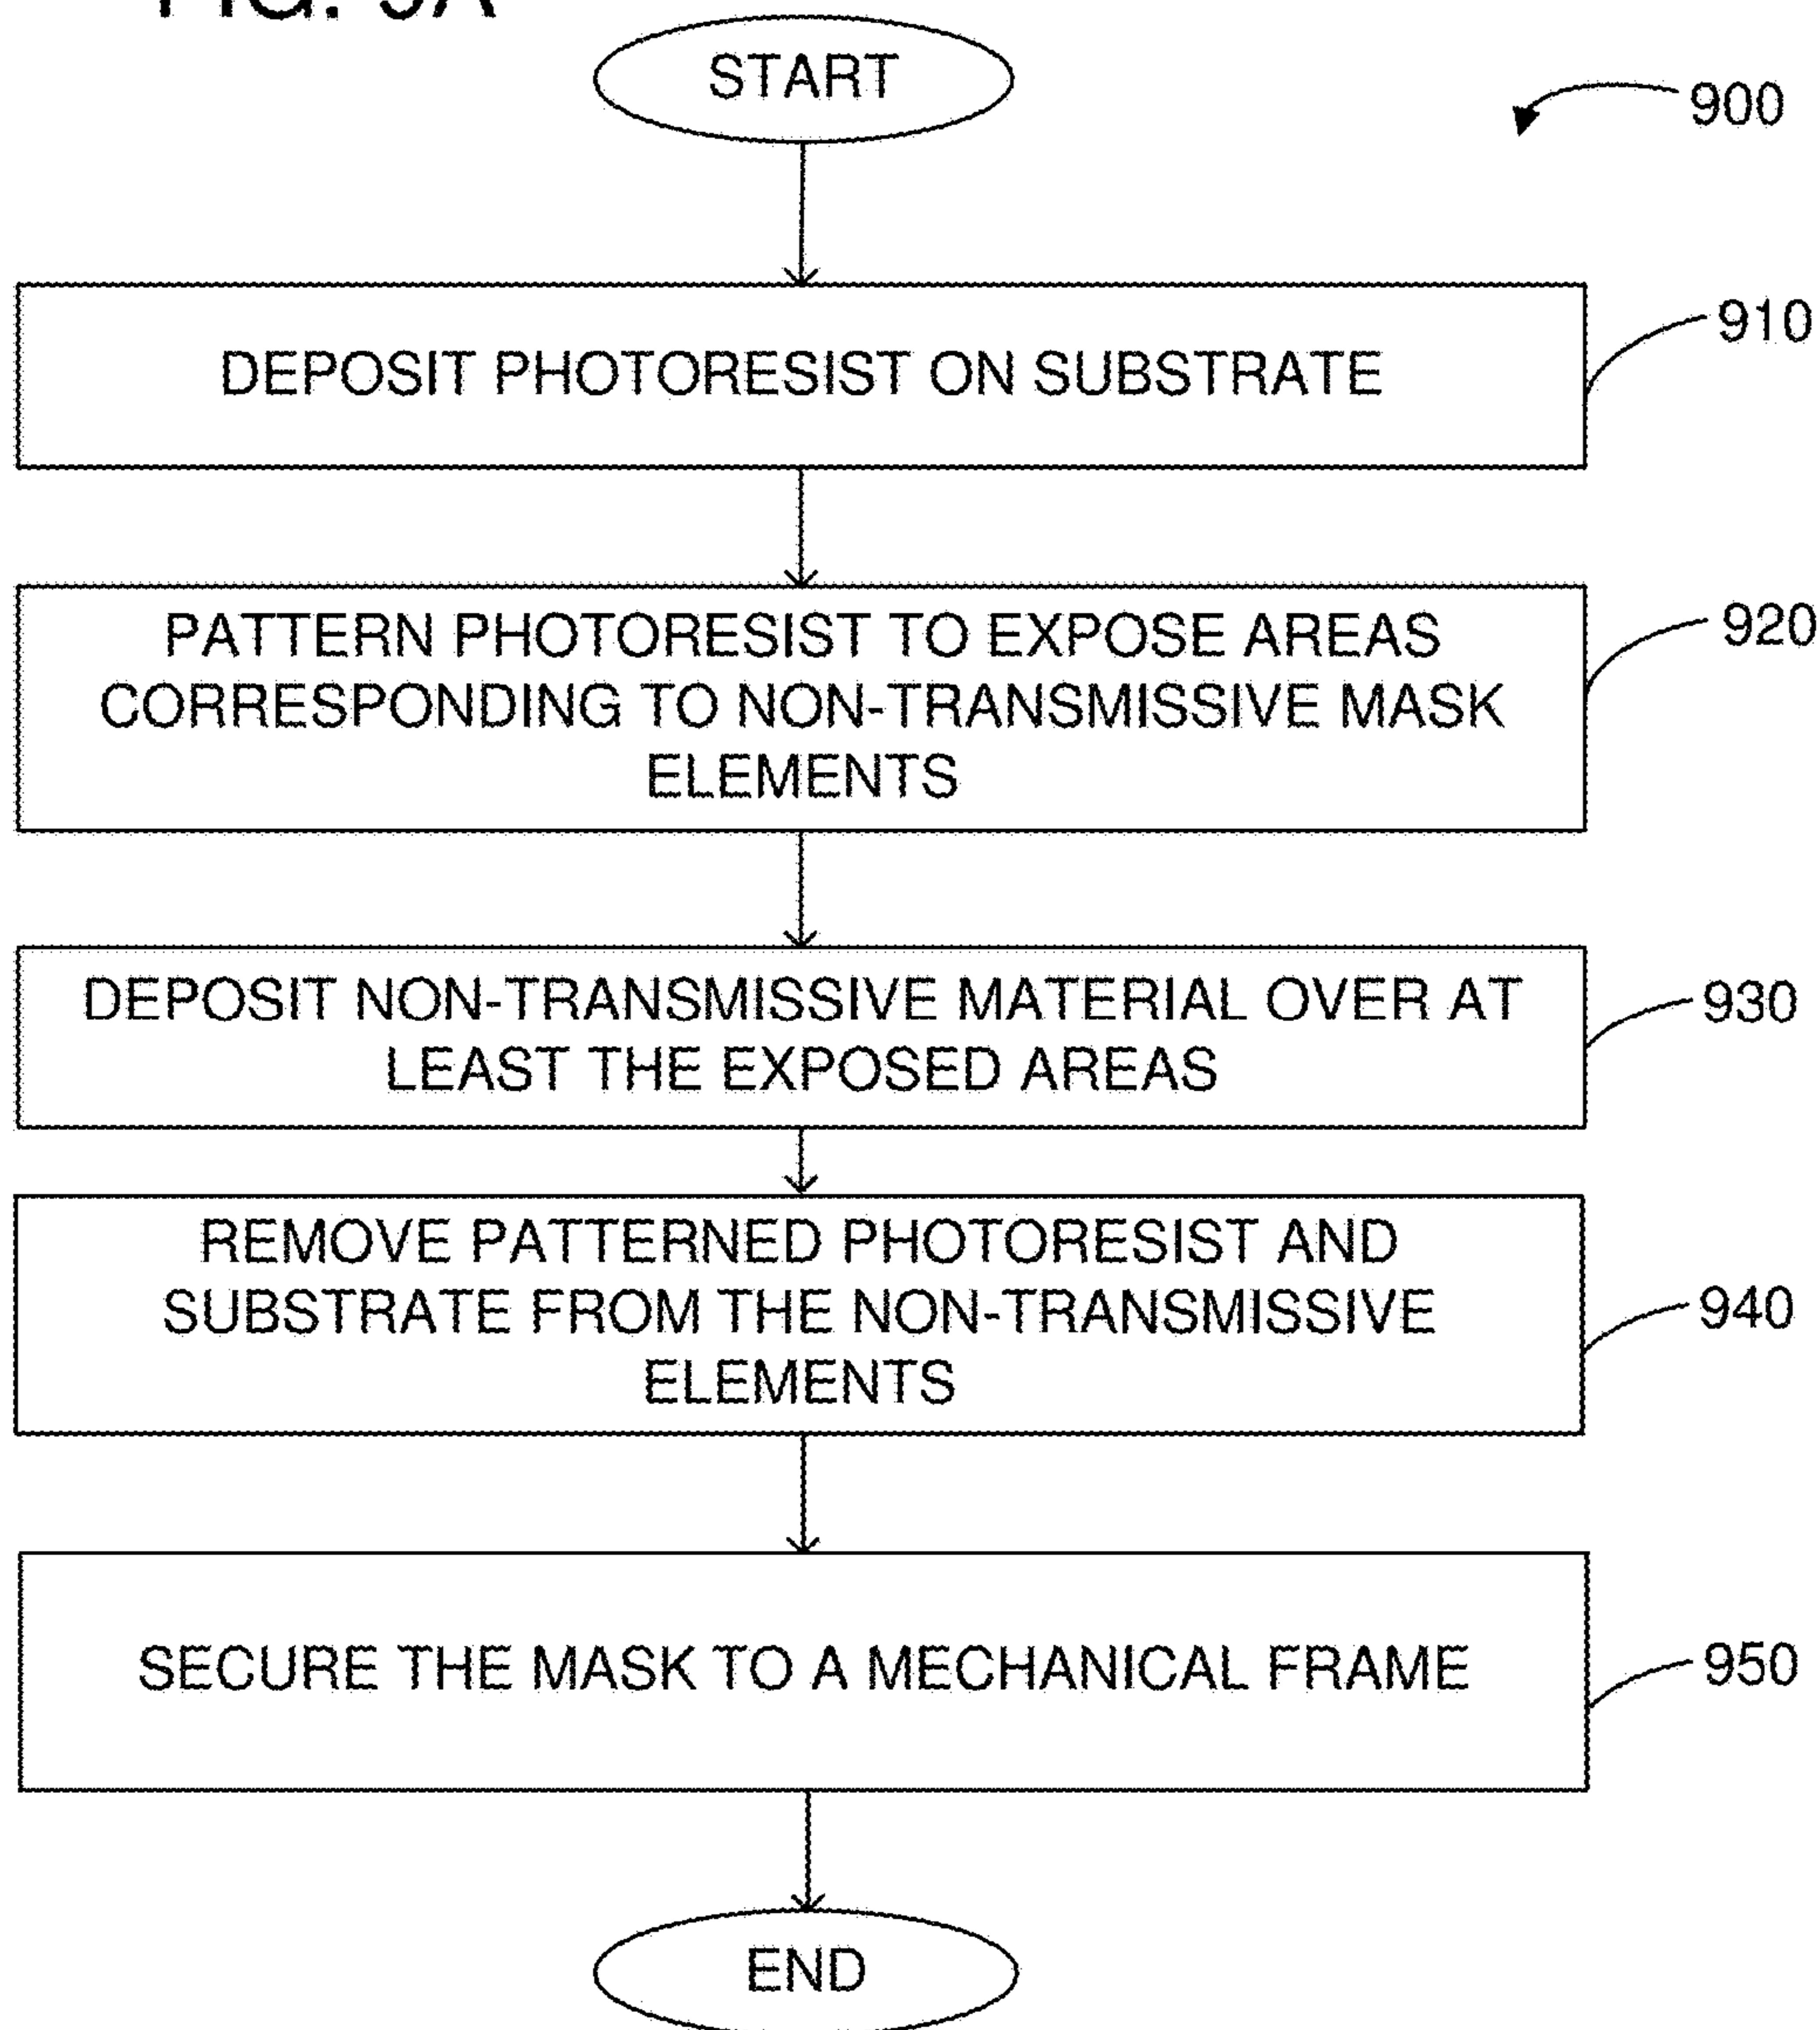 FIG. 9A
START
900
DEPOSIT PHOTORESIST ON SUBSTRATE
910
PATTERN PHOTORESIST TO EXPOSE AREAS
CORRESPONDING TO NON-TRANSMISSIVE MASK
ELEMENTS
920
DEPOSIT NON-TRANSMISSIVE MATERIAL OVER AT
LEAST THE EXPOSED AREAS
930
REMOVE PATTERNED PHOTORESIST AND
SUBSTRATE FROM THE NON-TRANSMISSIVE
ELEMENTS
940
SECURE THE MASK TO A MECHANICAL FRAME
950
END